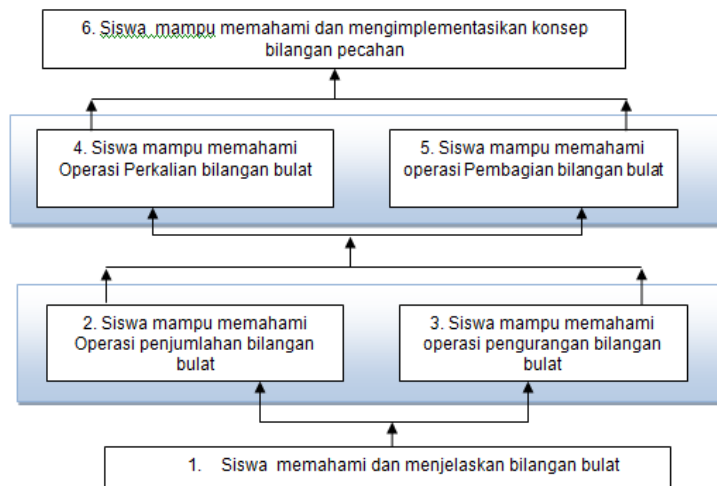 6. Siswa mampu memahami dan mengimplementasikan konsep
bilangan pecahan
4. Siswa mampu memahami
Operasi Perkalian bilangan bulat
5. Siswa mampu memahami
operasi Pembagian bilangan bulat
2. Siswa mampu memahami
Operasi penjumlahan bilangan
bulat
3. Siswa mampu memahami
operasi pengurangan bilangan
bulat
1. Siswa memahami dan menjelaskan bilangan bulat